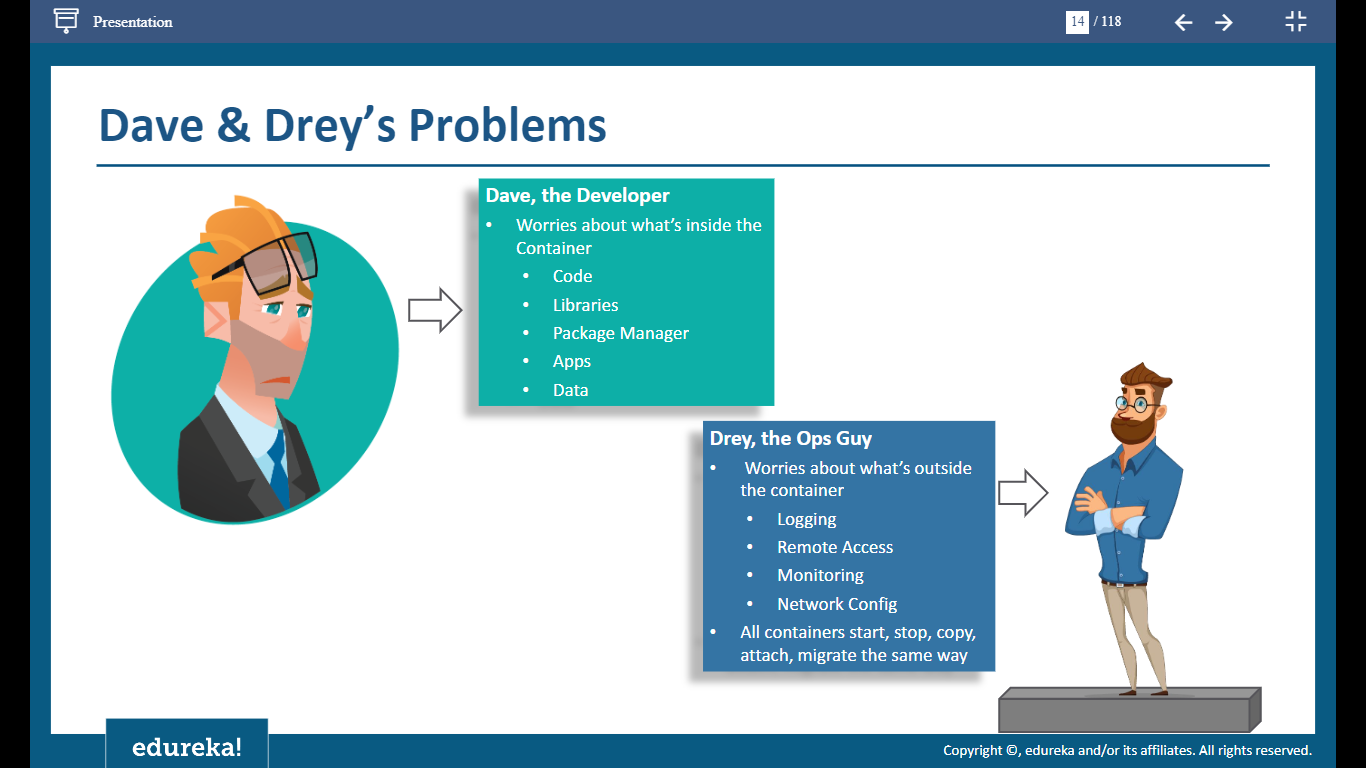 Presentation
14 / 118
Dave & Drey’s Problems
Dave, the Developer
• Worries about what’s inside the
Container
• Code
• Libraries
• Package Manager
• Apps
• Data
Drey, the Ops Guy
• Worries about what’s outside
the container
• Logging
• Remote Access
• Monitoring
• Network Config
• All containers start, stop, copy,
attach, migrate the same way
edureka!
Copyright ©, edureka and/or its affiliates. All rights reserved.